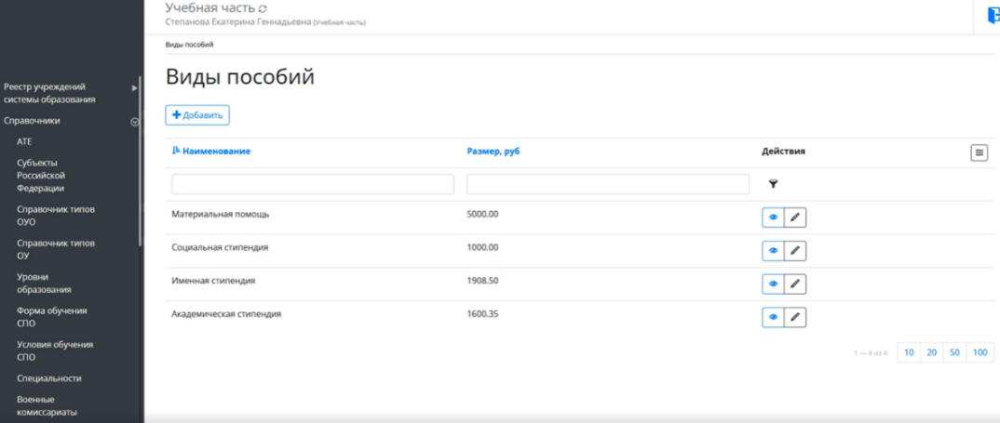 Учебная часть
Степанова Екатерина Геннадьевна (Учебная часть)
Виды пособий
Виды пособий
Добавить
Реестр учреждений
системы образования
Справочники
АТЕ
Субъекты
Российской
Федерации
Справочник типов
ОУО
Справочник типов
ОУ
Уровни
образования
Форма обучения
СПО
Условия обучения
СПО
Специальности
Военные
комиссариаты
Наименование Размер, руб Действия
Материальная помощь 5000.00
Социальная стипендия 1000.00
Именная стипендия 1908.50
Академическая стипендия 1600.35
1 — 4 из 4 10 20 50 100